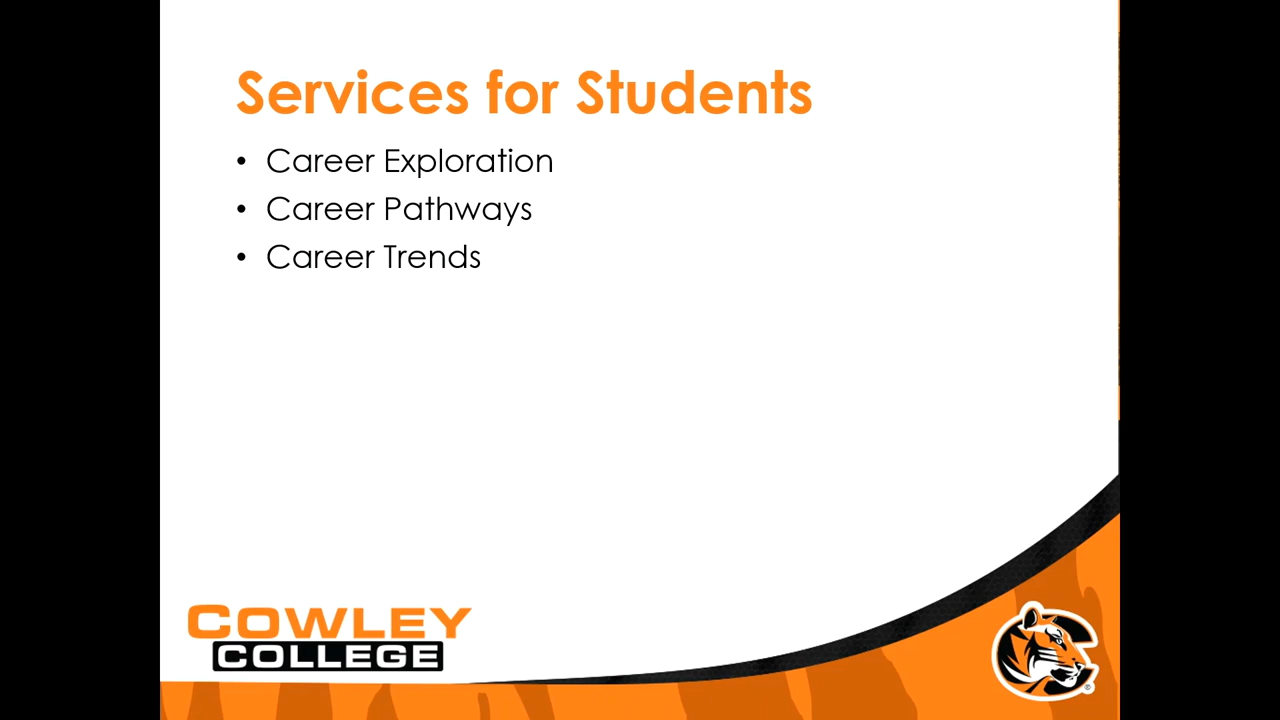 Services for Students
• Career Exploration
• Career Pathways
• Career Trends
COWLEY
COLLEGE
®